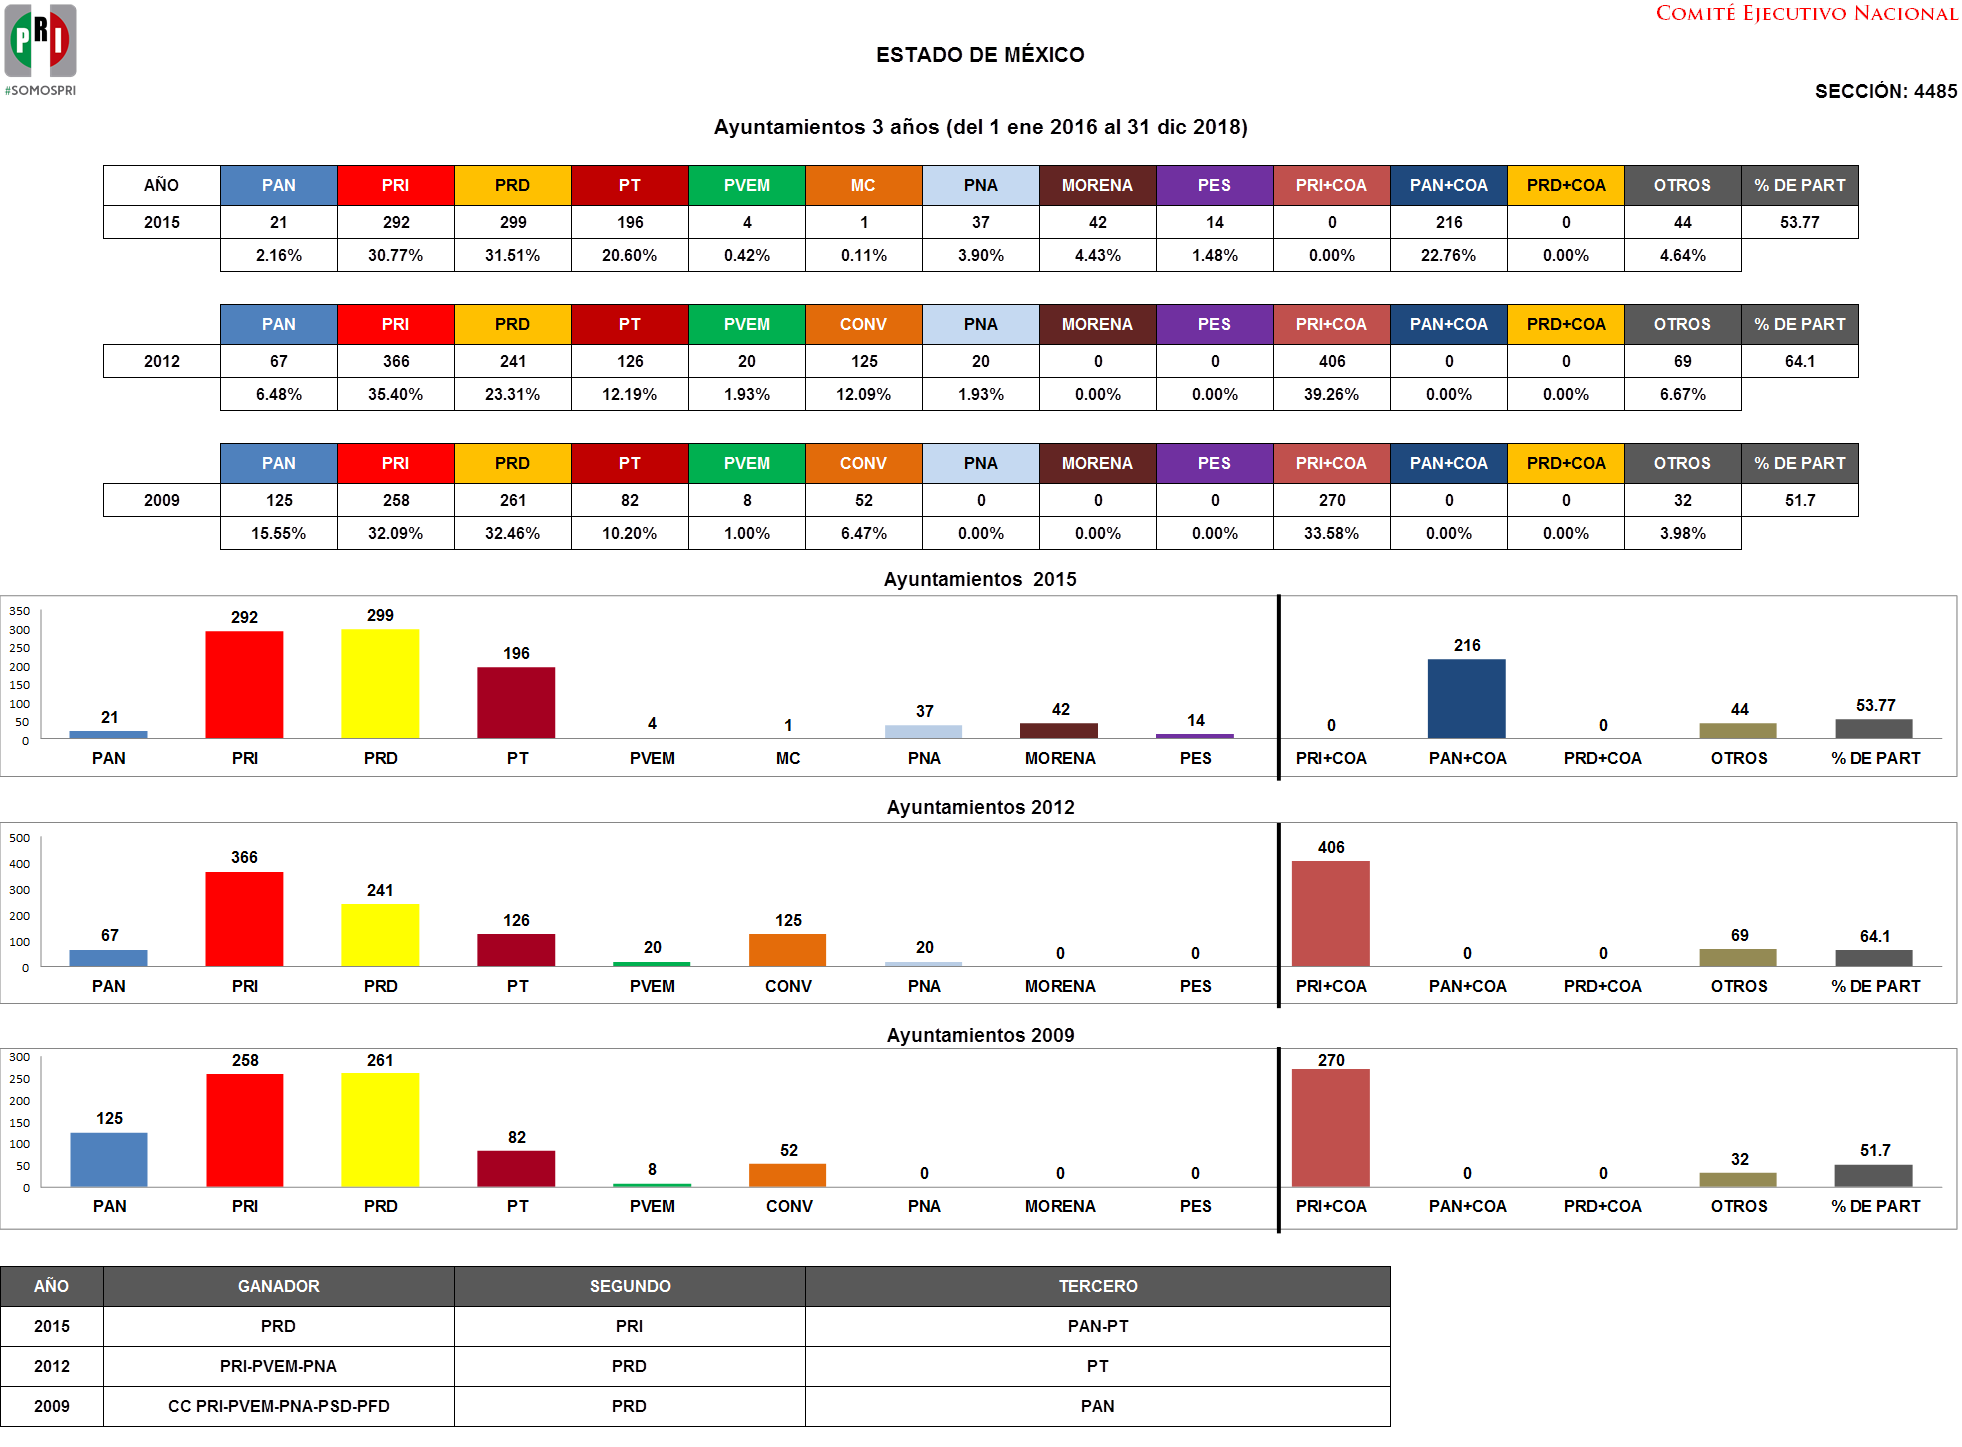 PRI
#SOMOSPRI
COMITÉ EJECUTIVO NACIONAL
ESTADO DE MÉXICO
SECCIÓN: 4485
Ayuntamientos 3 años (del 1 ene 2016 al 31 dic 2018)
AÑO PAN PRI PRD PT PVEM MC PNA MORENA PES PRI+COA PAN+COA PRD+COA OTROS % DE PART
2015 21 292 299 196 4 1 37 42 14 0 216 0 44 53.77
2.16% 30.77% 31.51% 20.60% 0.42% 0.11% 3.90% 4.43% 1.48% 0.00% 22.76% 0.00% 4.64%
PAN PRI PRD PT PVEM CONV PNA MORENA PES PRI+COA PAN+COA PRD+COA OTROS % DE PART
2012 67 366 241 126 20 125 20 0 0 406 0 0 69 64.1
6.48% 35.40% 23.31% 12.19% 1.93% 12.09% 1.93% 0.00% 0.00% 39.26% 0.00% 0.00% 6.67%
PAN PRI PRD PT PVEM CONV PNA MORENA PES PRI+COA PAN+COA PRD+COA OTROS % DE PART
2009 125 258 261 82 8 52 0 0 0 270 0 0 32 51.7
15.55% 32.09% 32.46% 10.20% 1.00% 6.47% 0.00% 0.00% 0.00% 33.58% 0.00% 0.00% 3.98%
Ayuntamientos 2015
350
300
250
200
150
100
50
0
21 292 299 196 4 1 37 42 14 0 216 0 44 53.77
PAN PRI PRD PT PVEM MC PNA MORENA PES PRI+COA PAN+COA PRD+COA OTROS % DE PART
Ayuntamientos 2012
500
400
300
200
100
0
67 366 241 126 20 125 20 0 0 406 0 0 69 64.1
PAN PRI PRD PT PVEM CONV PNA MORENA PES PRI+COA PAN+COA PRD+COA OTROS % DE PART
Ayuntamientos 2009
300
250
200
150
100
50
0
125 258 261 82 8 52 0 0 0 270 0 0 32 51.7
PAN PRI PRD PT PVEM CONV PNA MORENA PES PRI+COA PAN+COA PRD+COA OTROS % DE PART
AÑO GANADOR SEGUNDO TERCERO
2015 PRD PRI PAN-PT
2012 PRI-PVEM-PNA PRD PT
2009 CC PRI-PVEM-PNA-PSD-PFD PRD PAN